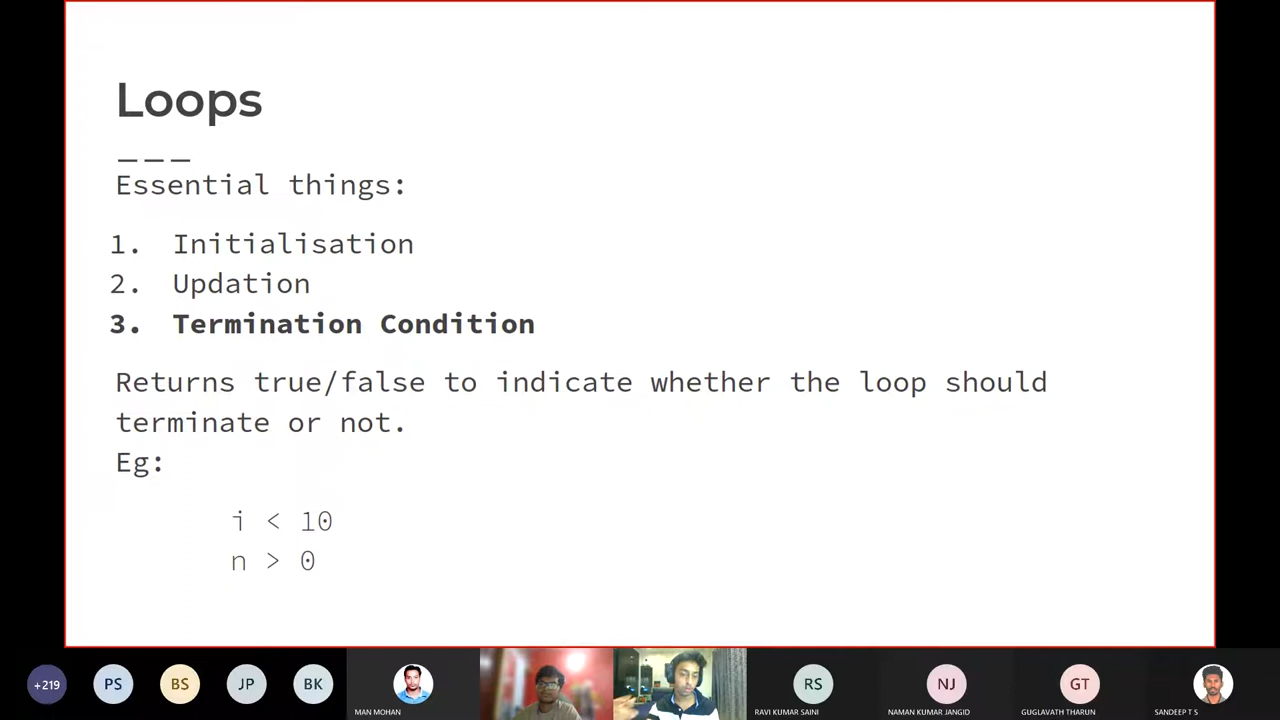 Loops
___
Essential things:
1. Initialisation
2. Updation
3. Termination Condition
Returns true/false to indicate whether the loop should
terminate or not.
Eg:
i < 10
n > 0
+219
PS
BS
JP
BK
MAN MOHAN
RS
RAVI KUMAR SAINI
NJ
NAMAN KUMAR JANGID
GT
GUGLAVATH THARUN
SANDEEP T S